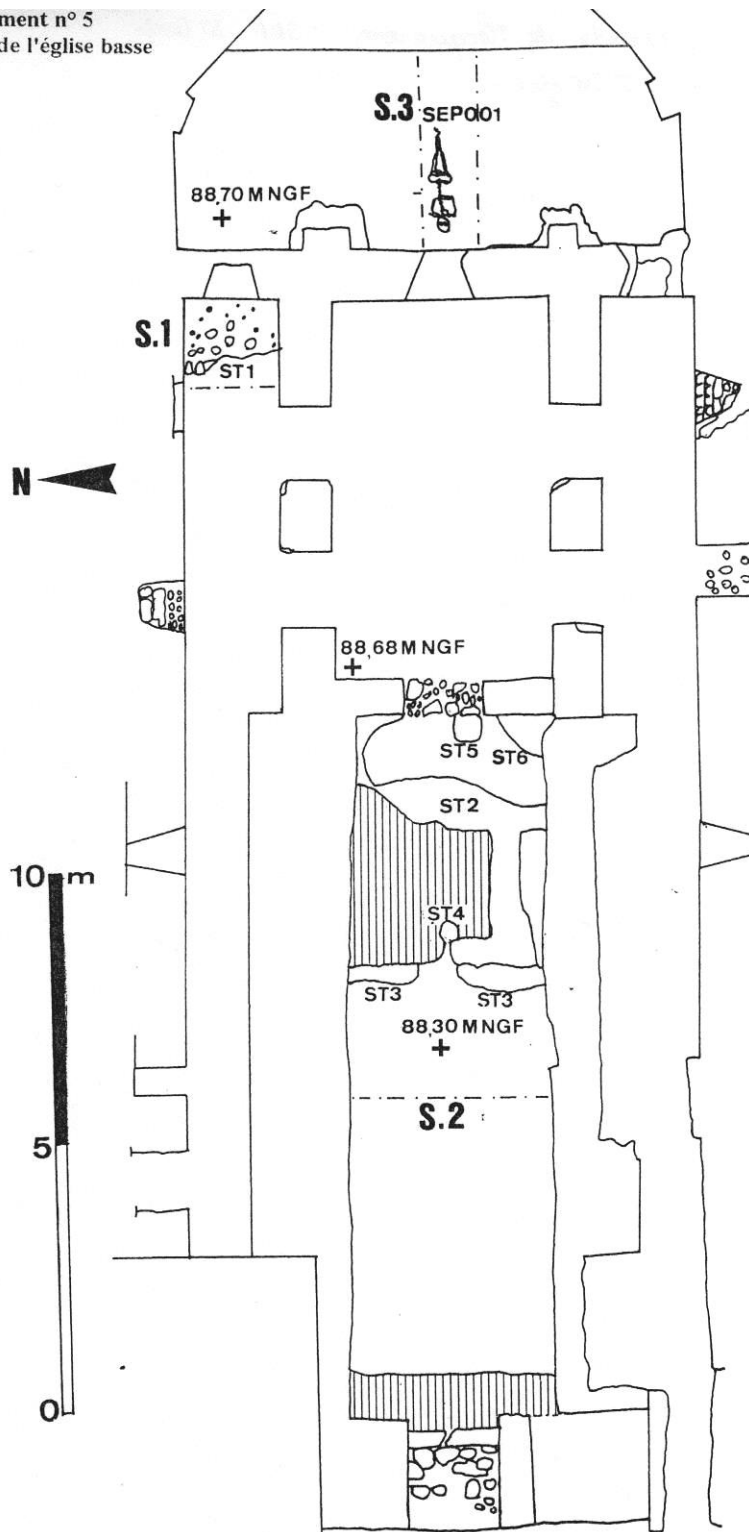 ment n° 5
de l'église basse
S.3 SEP001
88,70 M NGF
S.1
ST1
N
88,68 M NGF
ST5
ST6
ST2
10 m
ST4
ST3
ST3
88,30 M NGF
S.2
5
0